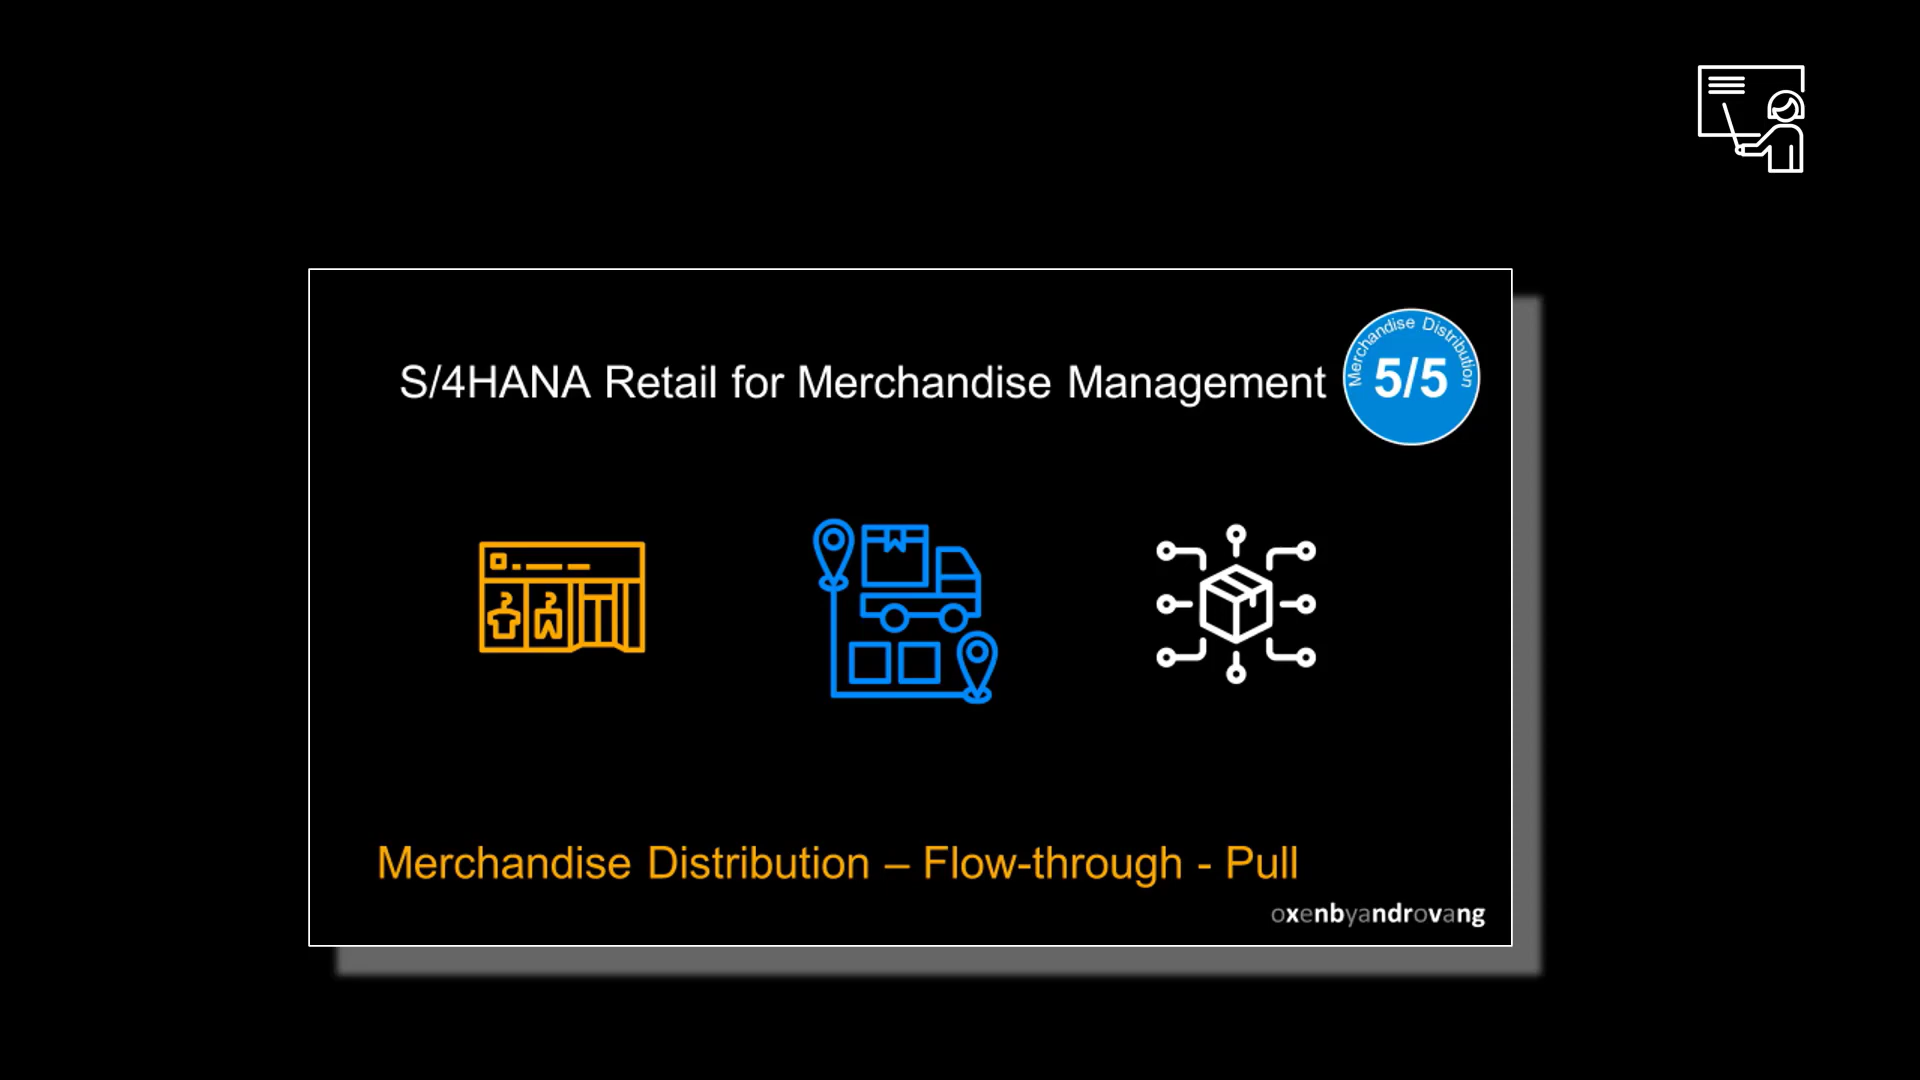 Merchandise Distribution
5/5
S/4HANA Retail for Merchandise Management
Merchandise Distribution – Flow-through - Pull
oxenbyandrovang